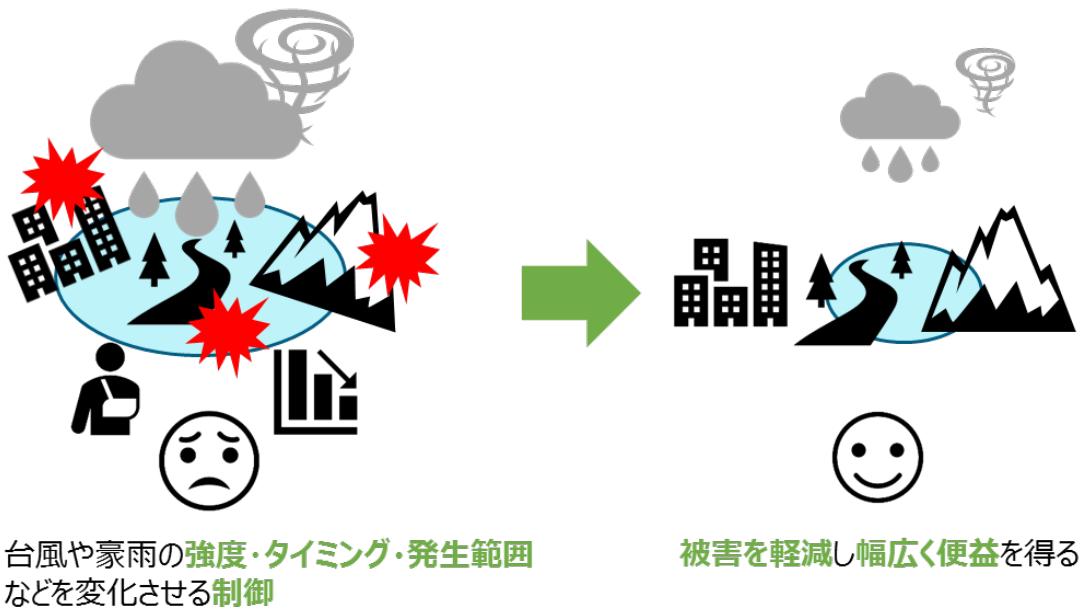 台風や豪雨の強度・タイミング・発生範囲
などを変化させる制御
被害を軽減し幅広く便益を得る